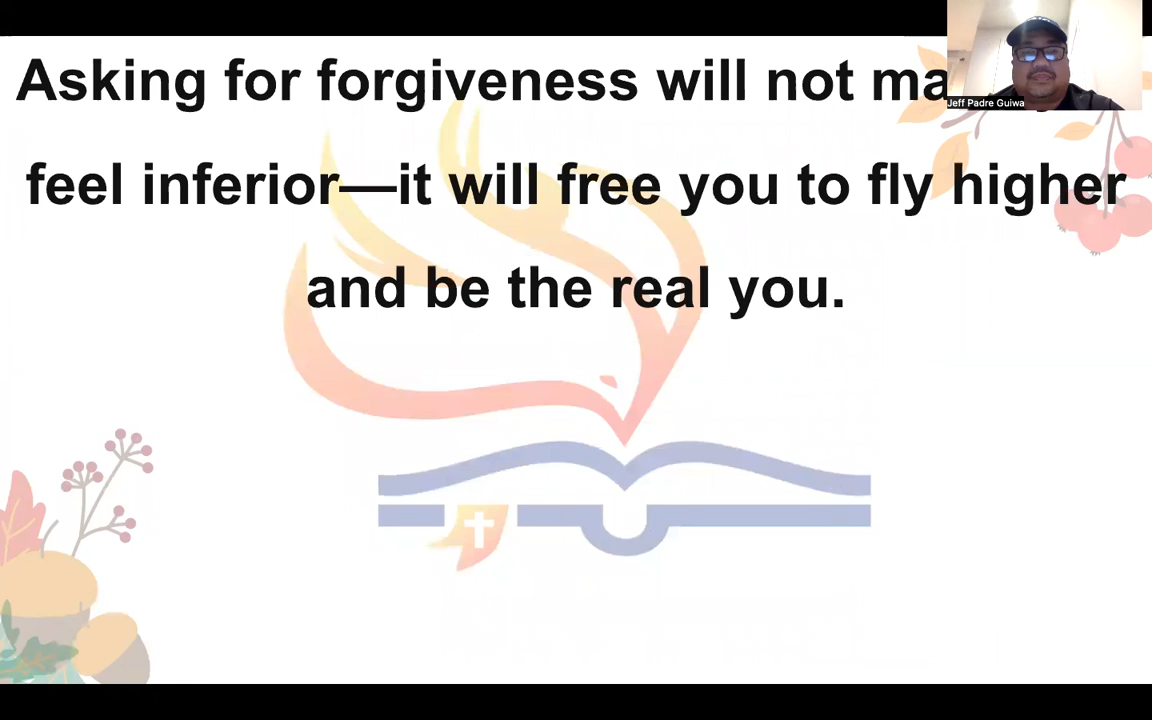 Asking for forgiveness will not ma
feel inferior—it will free you to fly higher
and be the real you.
Jeff Padre Guiwa